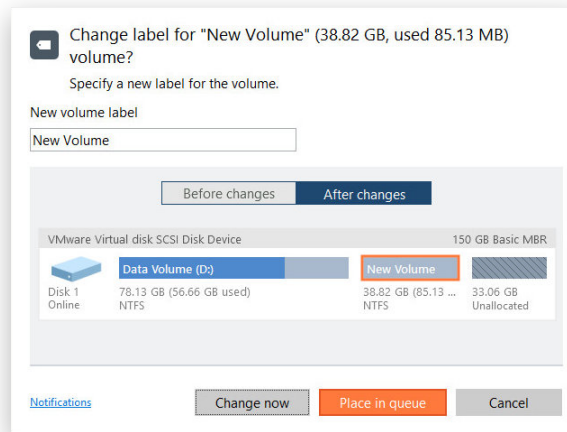 Change label for "New Volume" (38.82 GB, used 85.13 MB)
volume?
Specify a new label for the volume.
New volume label
New Volume
Before changes After changes
VMware Virtual disk SCSI Disk Device 150 GB Basic MBR
Data Volume (D:) New Volume
Disk 1 78.13 GB (56.66 GB used) 38.82 GB (85.13 ... 33.06 GB
Online NTFS NTFS Unallocated
Notifications Change now Place in queue Cancel